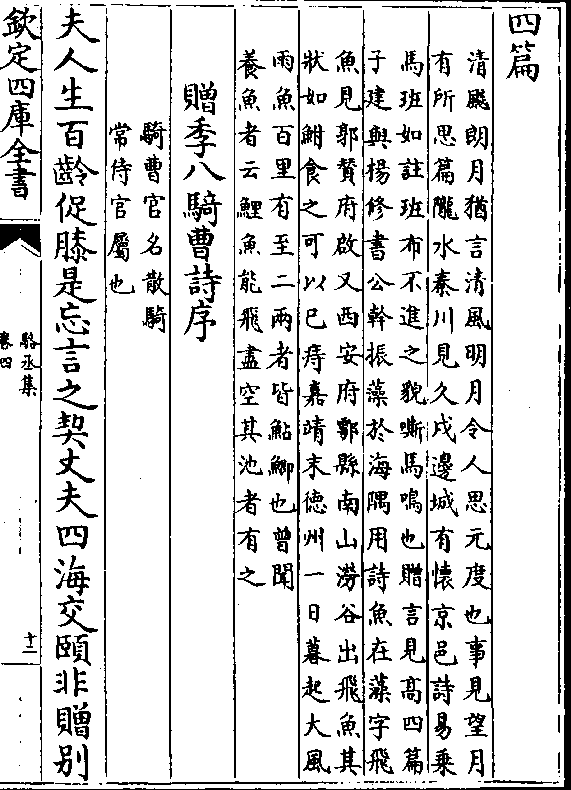 四篇
清颷朗月猶言清風明月令人思元度也事見望月
有所思篇隴水秦川見久戍邊城有懷京邑詩易乗
馬班如註班布不進之貌嘶馬鳴也贈言見高四篇
子建與楊修書公幹振藻於海隅用詩魚在藻字飛
魚見郭賛府啟又西安府鄠縣南山澇谷出飛魚其
狀如鮒食之可以已痔嘉靖末徳州一日暮起大風
雨魚百里有至二兩者皆鮎鯽也曾聞
養魚者云鯉魚能飛盡空其池者有之
贈季八騎曹詩序
騎曹官名散騎
常侍官屬也
夫人生百齡促膝是忘言之契丈夫四海交頤非贈別
欽定四庫全書
駱丞集
卷四
十二